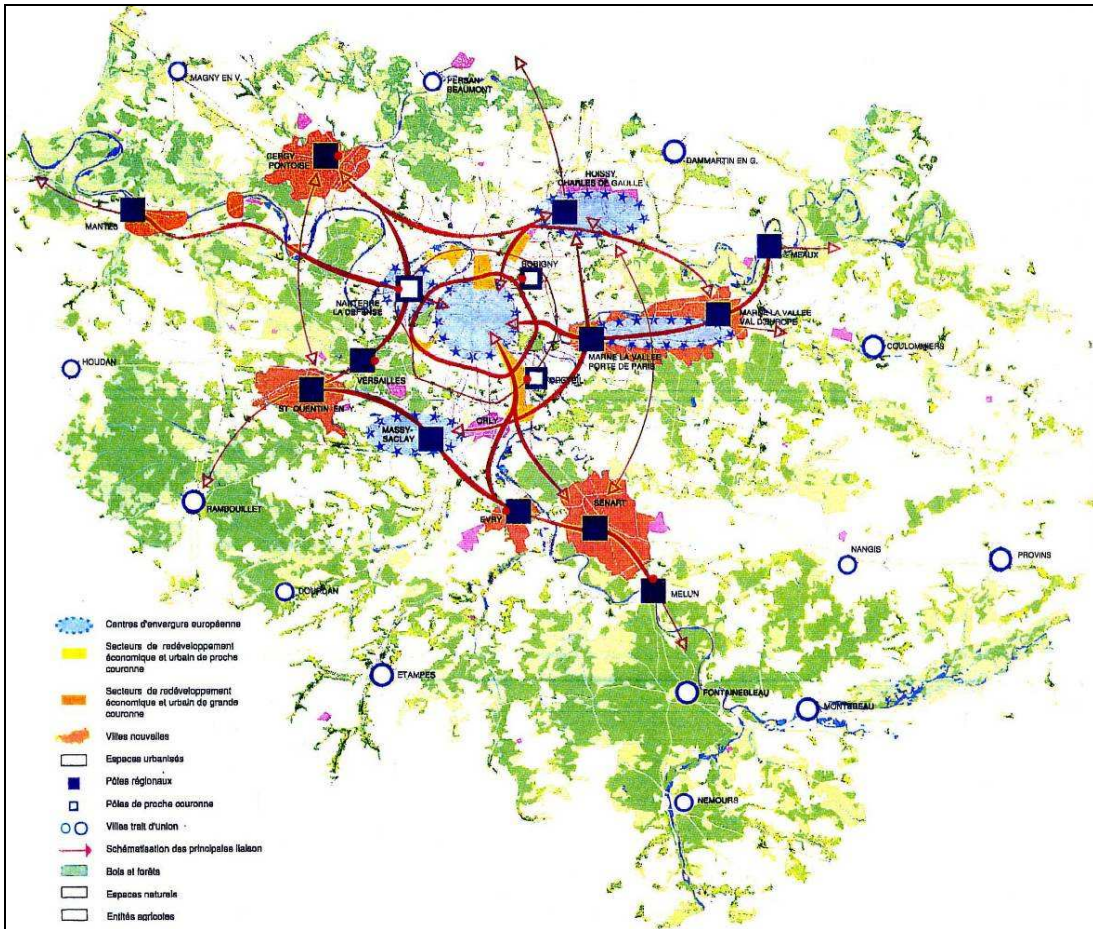 MAGNY EN V.
PERSAN
BEAUMONT
CERGY
PONTOISE
DAMMARTIN EN G.
ROISSY
CHARLES DE GAULLE
MANTES
MEAUX
BOBIGNY
NANTERRE
LA DEFENSE
MARNE LA VALLEE
VAL D'EUROPE
MARNE LA VALLEE
PORTE DE PARIS
COULOMMIERS
HOUDAN
VERSAILLES
CRETEIL
ST QUENTIN EN Y.
ORLY
MASSY-
SACLAY
RAMBOUILLET
EVRY
SENART
NANGIS
PROVINS
DOURDAN
MELUN
ETAMPES
FONTAINEBLEAU
MONTEREAU
NEMOURS
Centres d'envergure européenne
Secteurs de redéveloppement
économique et urbain de proche
couronne
Secteurs de redéveloppement
économique et urbain de grande
couronne
Villes nouvelles
Espaces urbanisés
Pôles régionaux
Pôles de proche couronne
Villes trait d'union
Schématisation des principales liaison
Bois et forêts
Espaces naturels
Entités agricoles